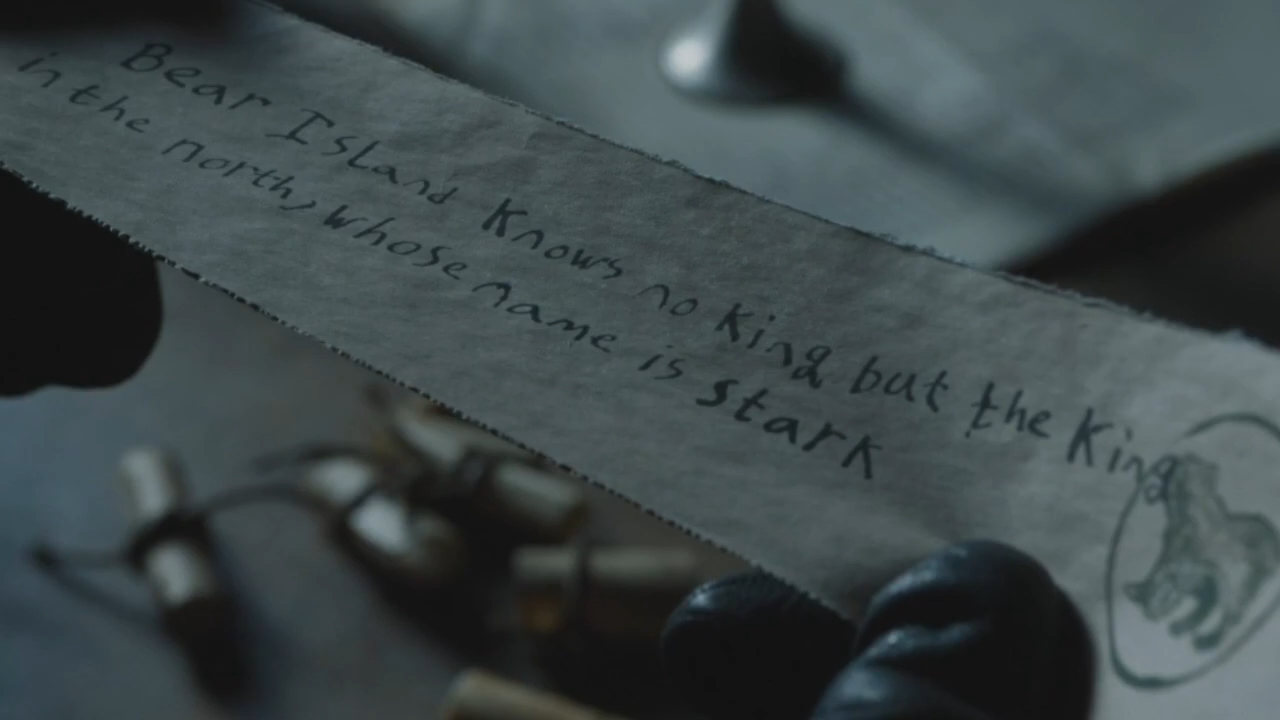 Bear Island Knows no King but the King
in the north, whose name is Stark